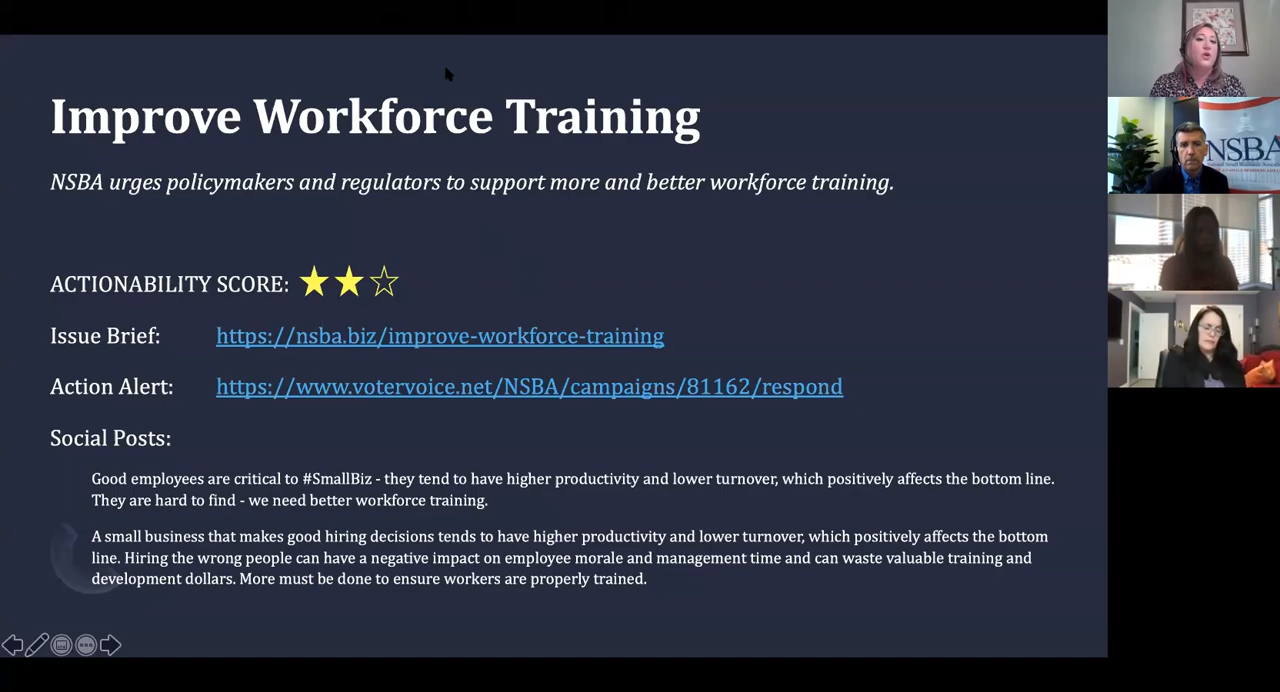 Improve Workforce Training
NSBA urges policymakers and regulators to support more and better workforce training.
ACTIONABILITY SCORE: ★★☆
Issue Brief: https://nsba.biz/improve-workforce-training
Action Alert: https://www.votervoice.net/NSBA/campaigns/81162/respond
Social Posts:
Good employees are critical to #SmallBiz - they tend to have higher productivity and lower turnover, which positively affects the bottom line.
They are hard to find - we need better workforce training.
A small business that makes good hiring decisions tends to have higher productivity and lower turnover, which positively affects the bottom
line. Hiring the wrong people can have a negative impact on employee morale and management time and can waste valuable training and
development dollars. More must be done to ensure workers are properly trained.
NSBA